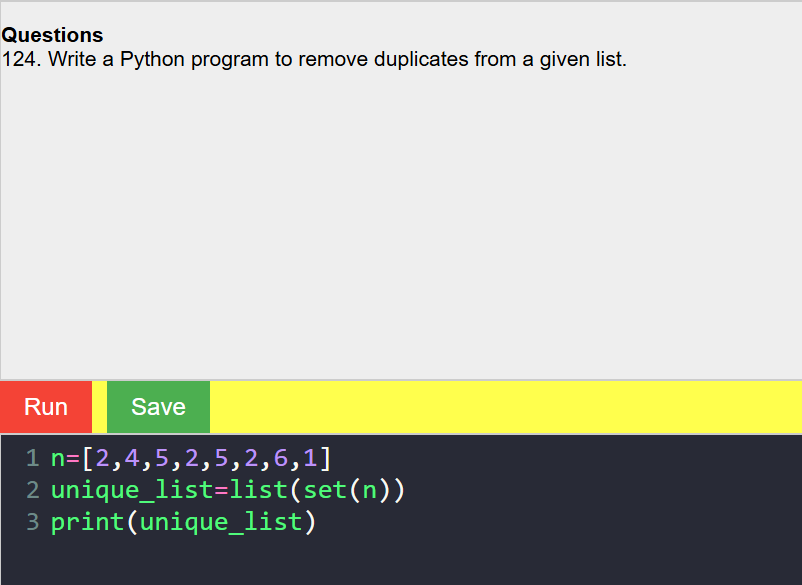 Questions
124. Write a Python program to remove duplicates from a given list.
Run Save
1 n=[2,4,5,2,5,2,6,1]
2 unique_list=list(set(n))
3 print(unique_list)